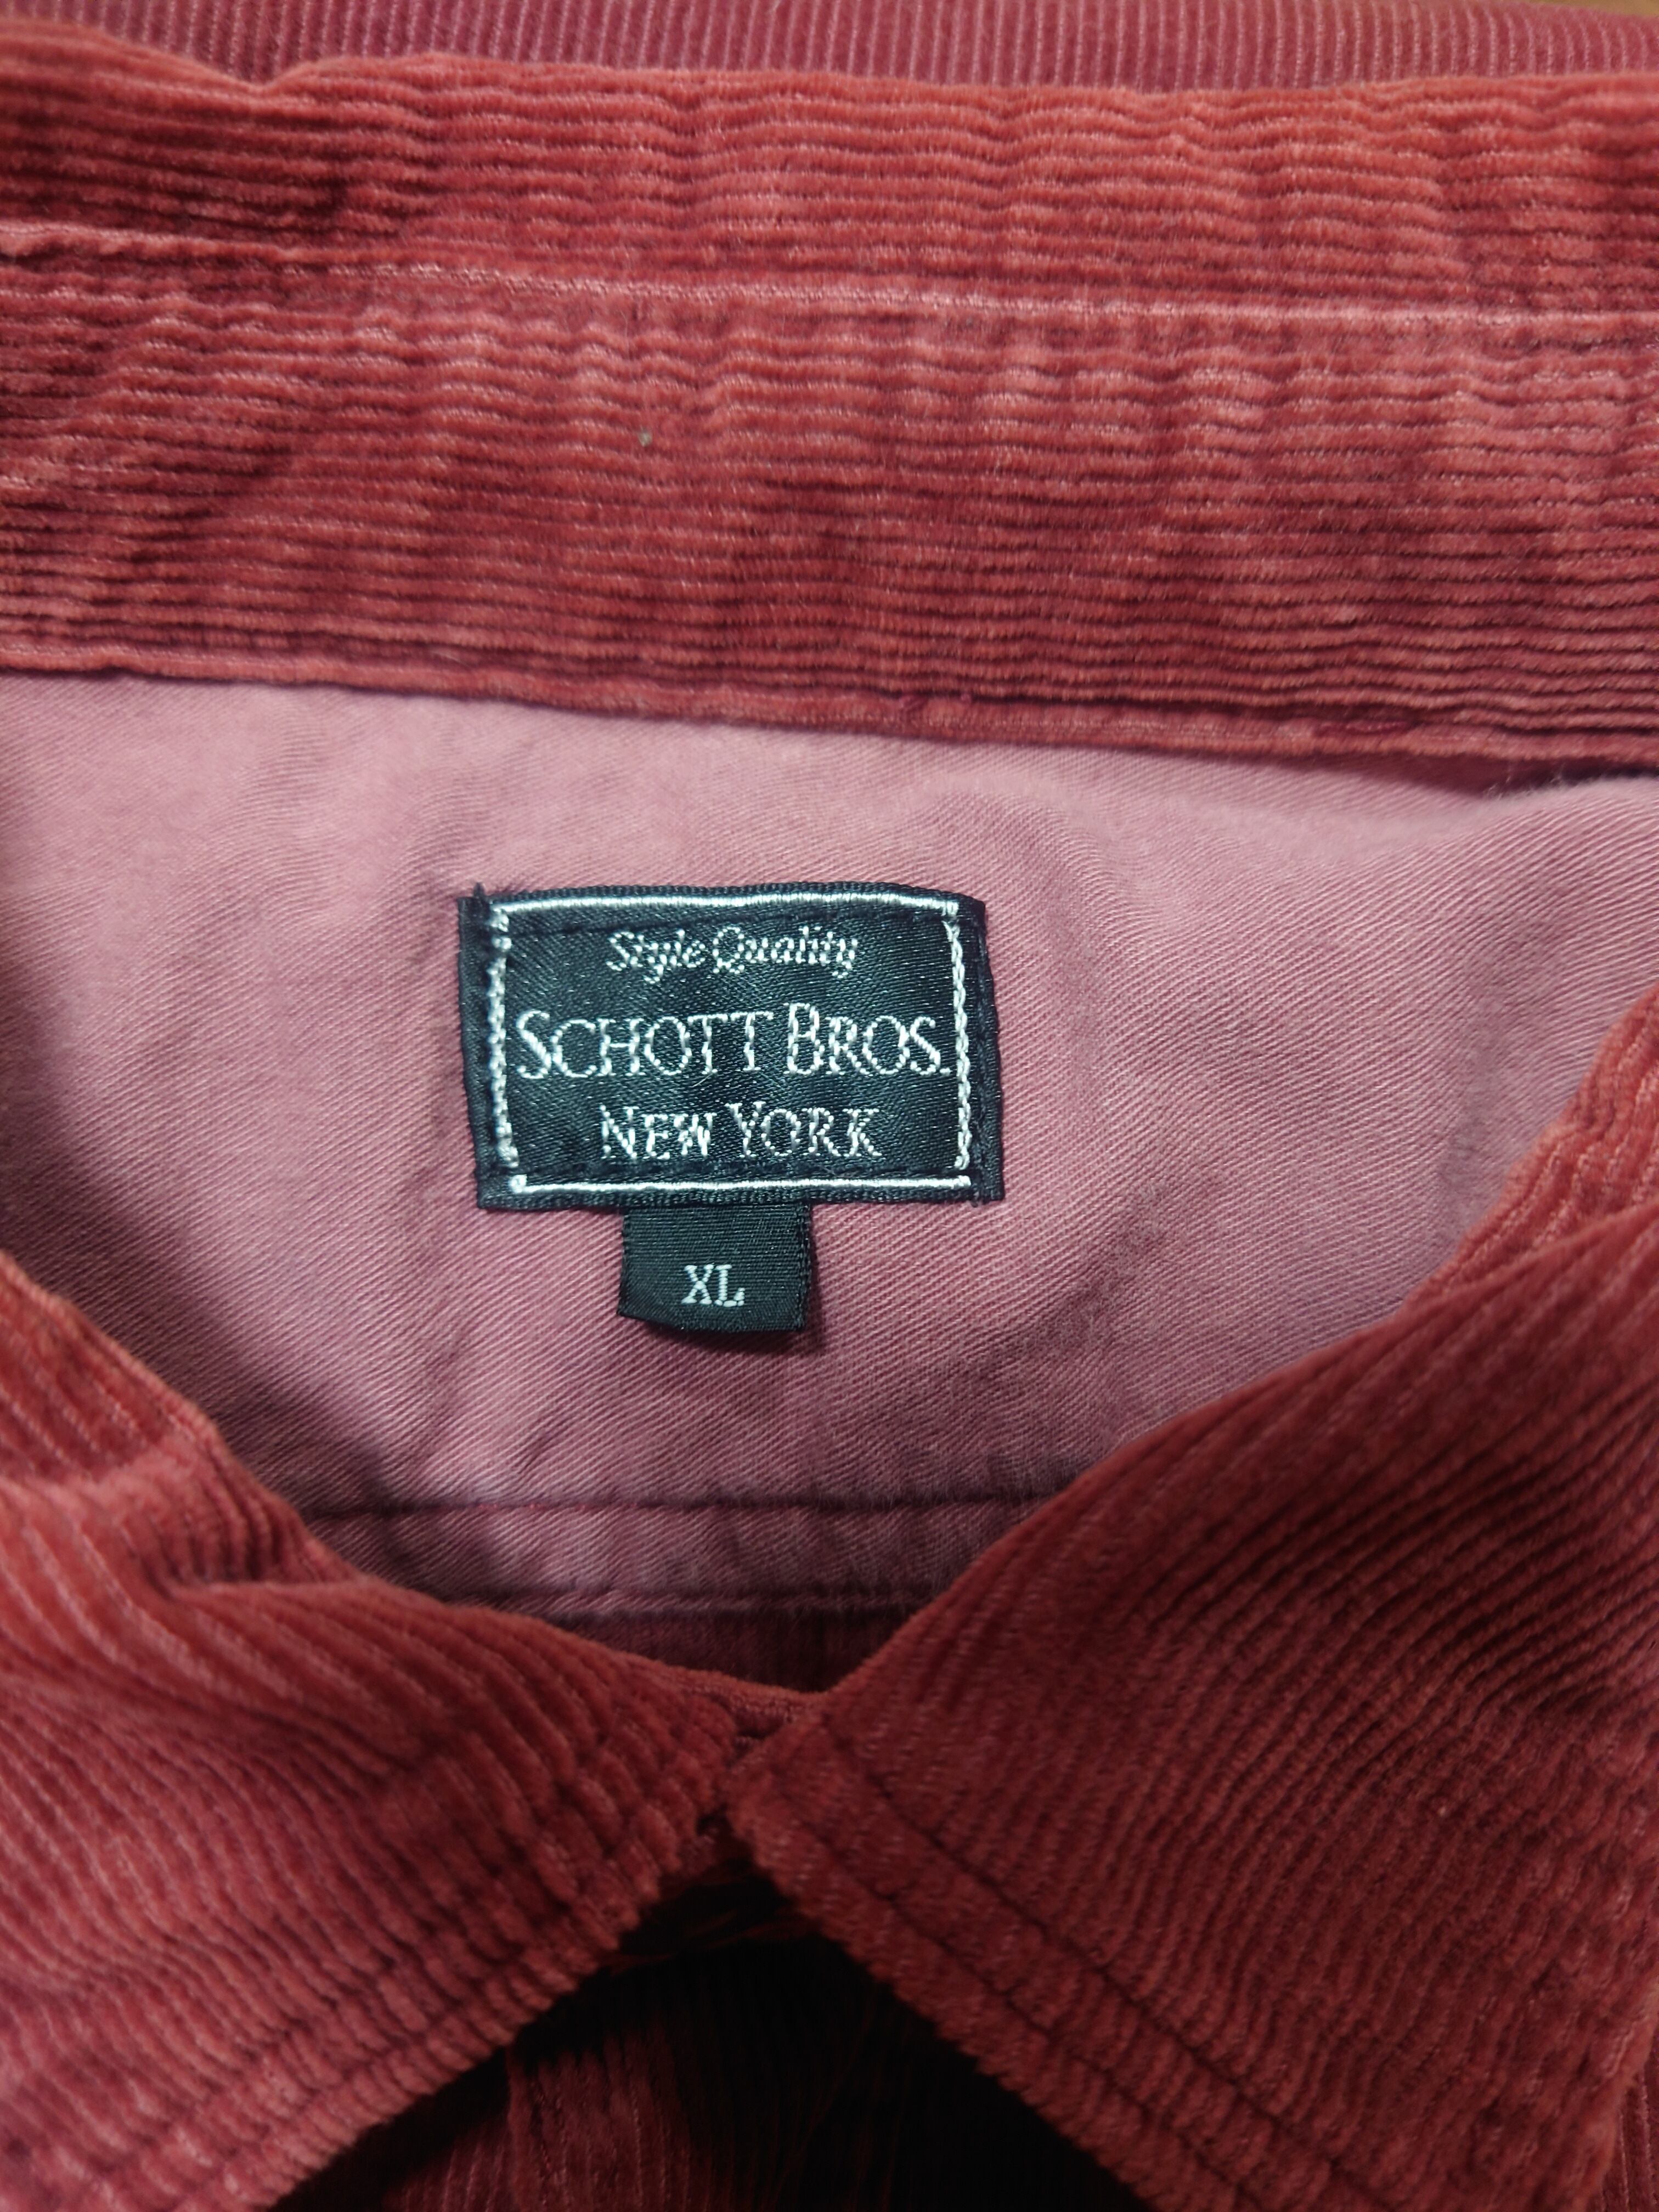 Style Quality
SCHOTT BROS.
NEW YORK
XL